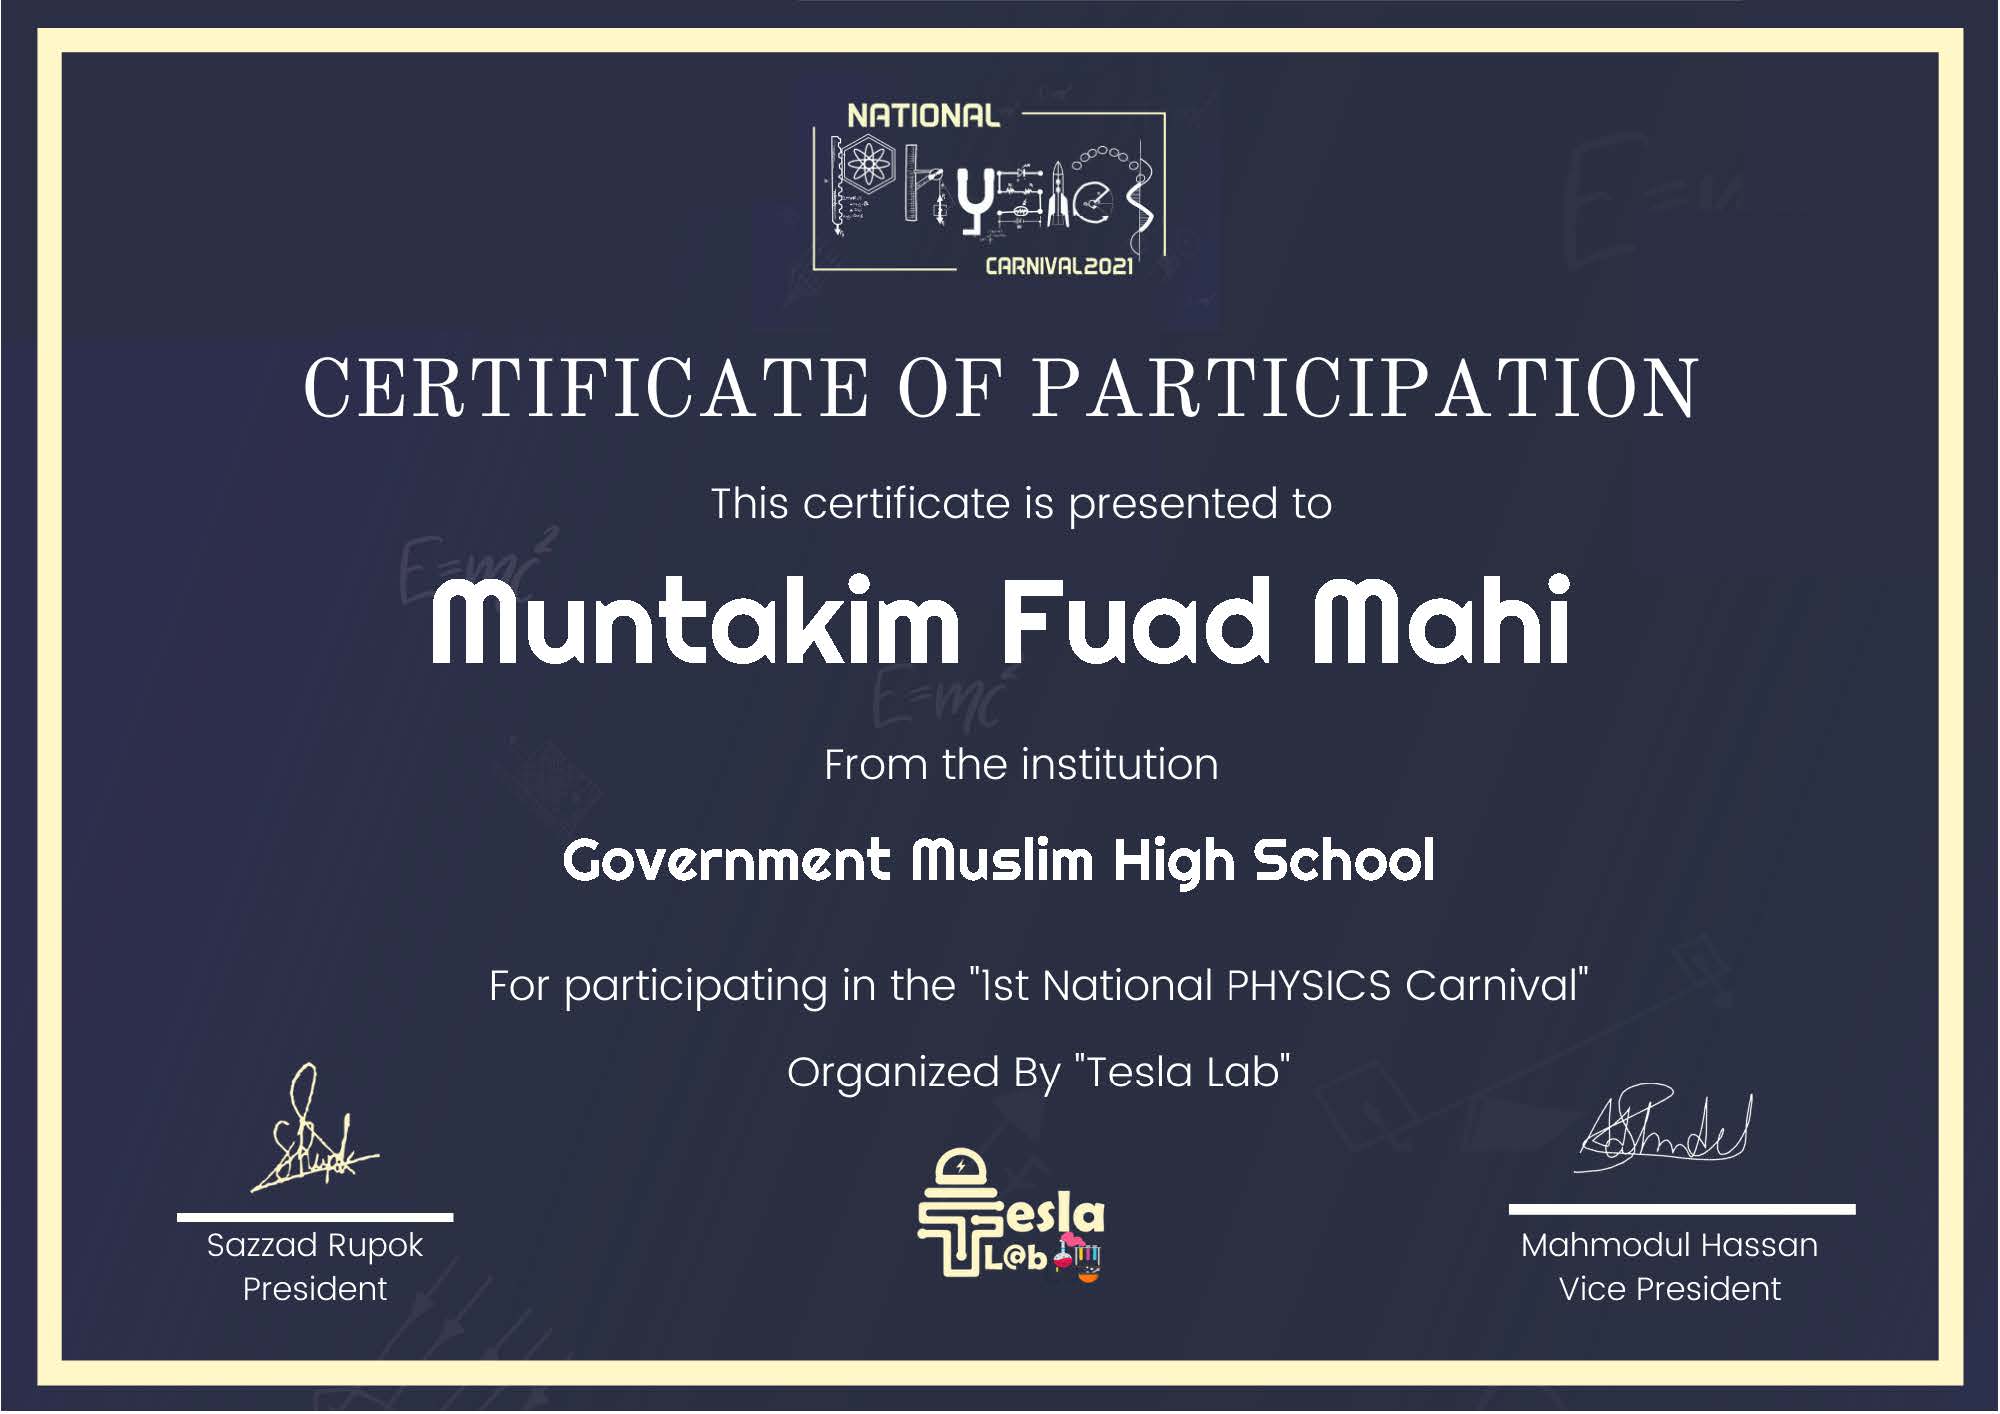 NATIONAL
Physics
CARNIVAL2021
CERTIFICATE OF PARTICIPATION
This certificate is presented to
E=mc²
Muntakim Fuad Mahi
E=mc²
From the institution
Government Muslim High School
For participating in the "1st National PHYSICS Carnival"
Organized By "Tesla Lab"
Tesla
L@b
Sazzad Rupok
President
Mahmodul Hassan
Vice President